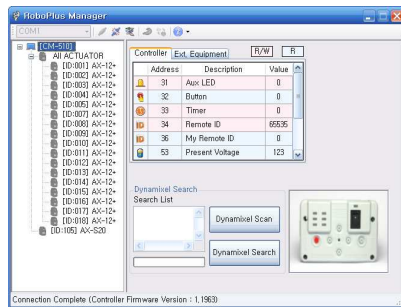 RoboPlus Manager
COM1
[CM-510]
All ACTUATOR
[ID:001] AX-12+
[ID:002] AX-12+
[ID:003] AX-12+
[ID:004] AX-12+
[ID:005] AX-12+
[ID:006] AX-12+
[ID:007] AX-12+
[ID:008] AX-12+
[ID:009] AX-12+
[ID:010] AX-12+
[ID:011] AX-12+
[ID:012] AX-12+
[ID:013] AX-12+
[ID:014] AX-12+
[ID:015] AX-12+
[ID:016] AX-12+
[ID:017] AX-12+
[ID:018] AX-12+
[ID:105] AX-S20
Controller Ext. Equipment R/W R
Address Description Value
31 Aux LED 0
32 Button 0
33 Timer 0
ID 34 Remote ID 65535
ID 36 My Remote ID 0
53 Present Voltage 123
Dynamixel Search
Search List
Dynamixel Scan
Dynamixel Search
Connection Complete (Controller Firmware Version : 1.1963)